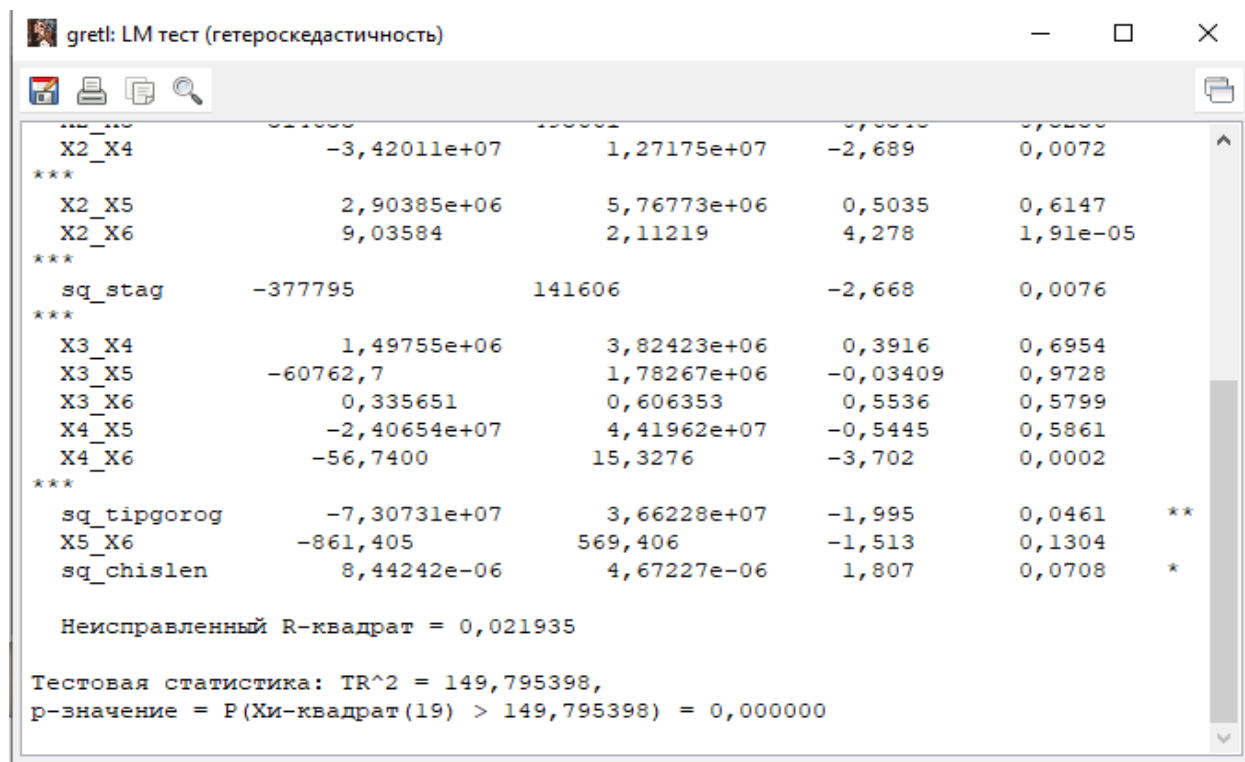 gretl: LM тест (гетероскедастичность)
X2_X4 -3,42011e+07 1,27175e+07 -2,689 0,0072
***
X2_X5 2,90385e+06 5,76773e+06 0,5035 0,6147
X2_X6 9,03584 2,11219 4,278 1,91e-05
***
sq_stag -377795 141606 -2,668 0,0076
***
X3_X4 1,49755e+06 3,82423e+06 0,3916 0,6954
X3_X5 -60762,7 1,78267e+06 -0,03409 0,9728
X3_X6 0,335651 0,606353 0,5536 0,5799
X4_X5 -2,40654e+07 4,41962e+07 -0,5445 0,5861
X4_X6 -56,7400 15,3276 -3,702 0,0002
***
sq_tipgorog -7,30731e+07 3,66228e+07 -1,995 0,0461 **
X5_X6 -861,405 569,406 -1,513 0,1304
sq_chislen 8,44242e-06 4,67227e-06 1,807 0,0708 *
Неисправленный R-квадрат = 0,021935
Тестовая статистика: TR^2 = 149,795398,
р-значение = P(Хи-квадрат(19) > 149,795398) = 0,000000